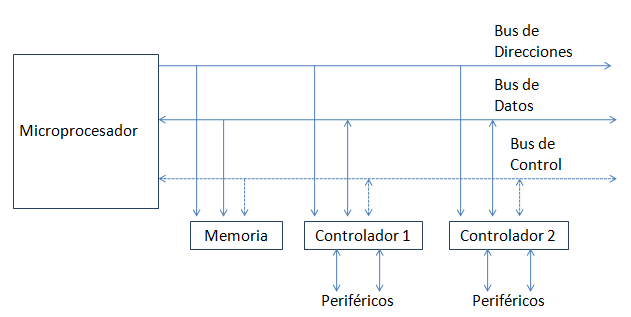 Bus de
Direcciones
Bus de
Datos
Microprocesador
Bus de
Control
Memoria
Controlador 1
Controlador 2
Periféricos
Periféricos